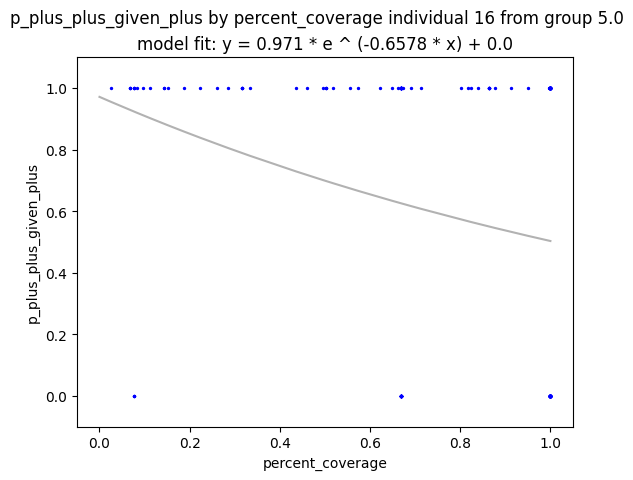 p_plus_plus_given_plus by percent_coverage individual 16 from group 5.0
model fit: y = 0.971 * e ^ (-0.6578 * x) + 0.0
1.0
0.8
0.6
0.4
0.2
0.0
p_plus_plus_given_plus
0.0 0.2 0.4 0.6 0.8 1.0
percent_coverage